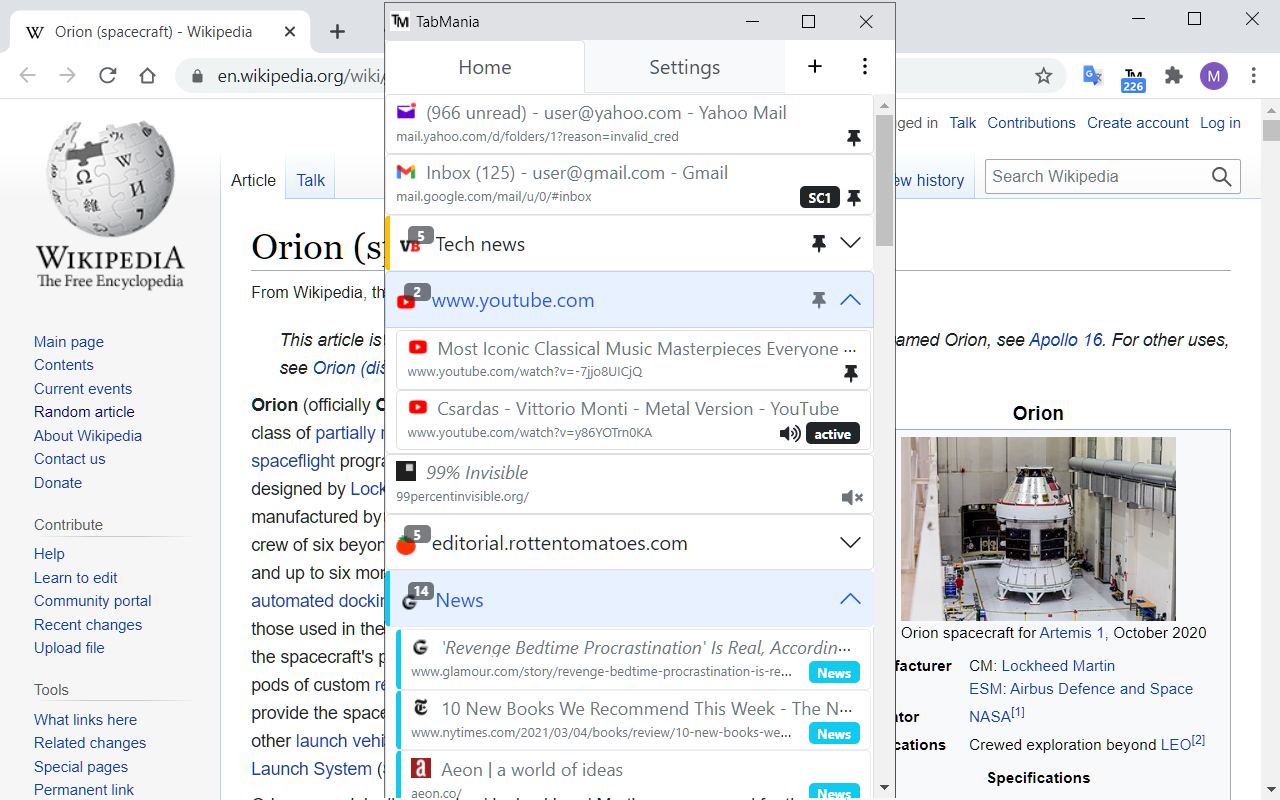 Orion (spacecraft) - Wikipedia
en.wikipedia.org/wiki/
226
M
TabMania
Home
Settings
(966 unread) - user@yahoo.com - Yahoo Mail
mail.yahoo.com/d/folders/1?reason=invalid_cred
Inbox (125) - user@gmail.com - Gmail
mail.google.com/mail/u/0/#inbox
SC1
5
Tech news
2
www.youtube.com
Most Iconic Classical Music Masterpieces Everyone ...
www.youtube.com/watch?v=-7jjo8UICjQ
Csardas - Vittorio Monti - Metal Version - YouTube
www.youtube.com/watch?v=y86YOTrn0KA
active
99% Invisible
99percentinvisible.org/
5
editorial.rottentomatoes.com
14
News
'Revenge Bedtime Procrastination' Is Real, Accordin...
www.glamour.com/story/revenge-bedtime-procrastination-is-re...
News
10 New Books We Recommend This Week - The N...
www.nytimes.com/2021/03/04/books/review/10-new-books-we...
News
Aeon | a world of ideas
aeon.co/
News
WIKIPEDIA
The Free Encyclopedia
Main page
Contents
Current events
Random article
About Wikipedia
Contact us
Donate
Contribute
Help
Learn to edit
Community portal
Recent changes
Upload file
Tools
What links here
Related changes
Special pages
Permanent link
Article
Talk
Orion (s
From Wikipedia, th
This article is
see Orion (dis
Orion (officially
class of partially
spaceflight progra
designed by Lock
manufactured by
crew of six beyon
and up to six mor
automated dockin
those used in the
the spacecraft's p
pods of custom re
provide the space
other launch vehi
Launch System (
gged in
Talk
Contributions
Create account
Log in
ew history
Search Wikipedia
amed Orion, see Apollo 16. For other uses,
Orion
Orion spacecraft for Artemis 1, October 2020
facturer
CM: Lockheed Martin
ESM: Airbus Defence and Space
ator
NASA[1]
cations
Crewed exploration beyond LEO[2]
Specifications